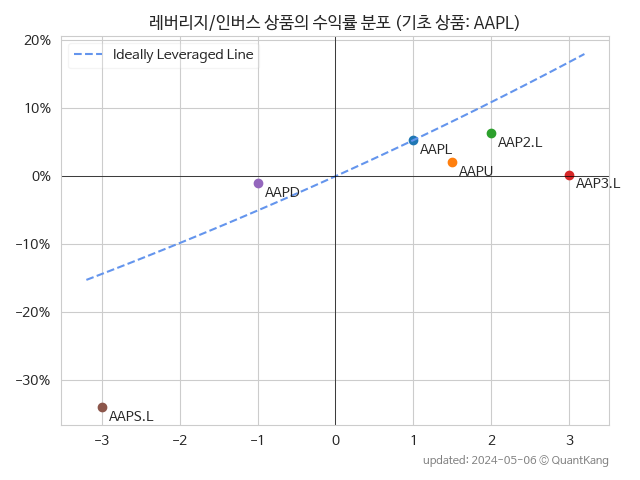 레버리지/인버스 상품의 수익률 분포 (기초 상품: AAPL)
20%
Ideally Leveraged Line
10%
AAP2.L
AAPL
AAPU
0%
AAP3.L
AAPD
-10%
-20%
-30%
AAPS.L
-3 -2 -1 0 1 2 3
updated: 2024-05-06 © QuantKang